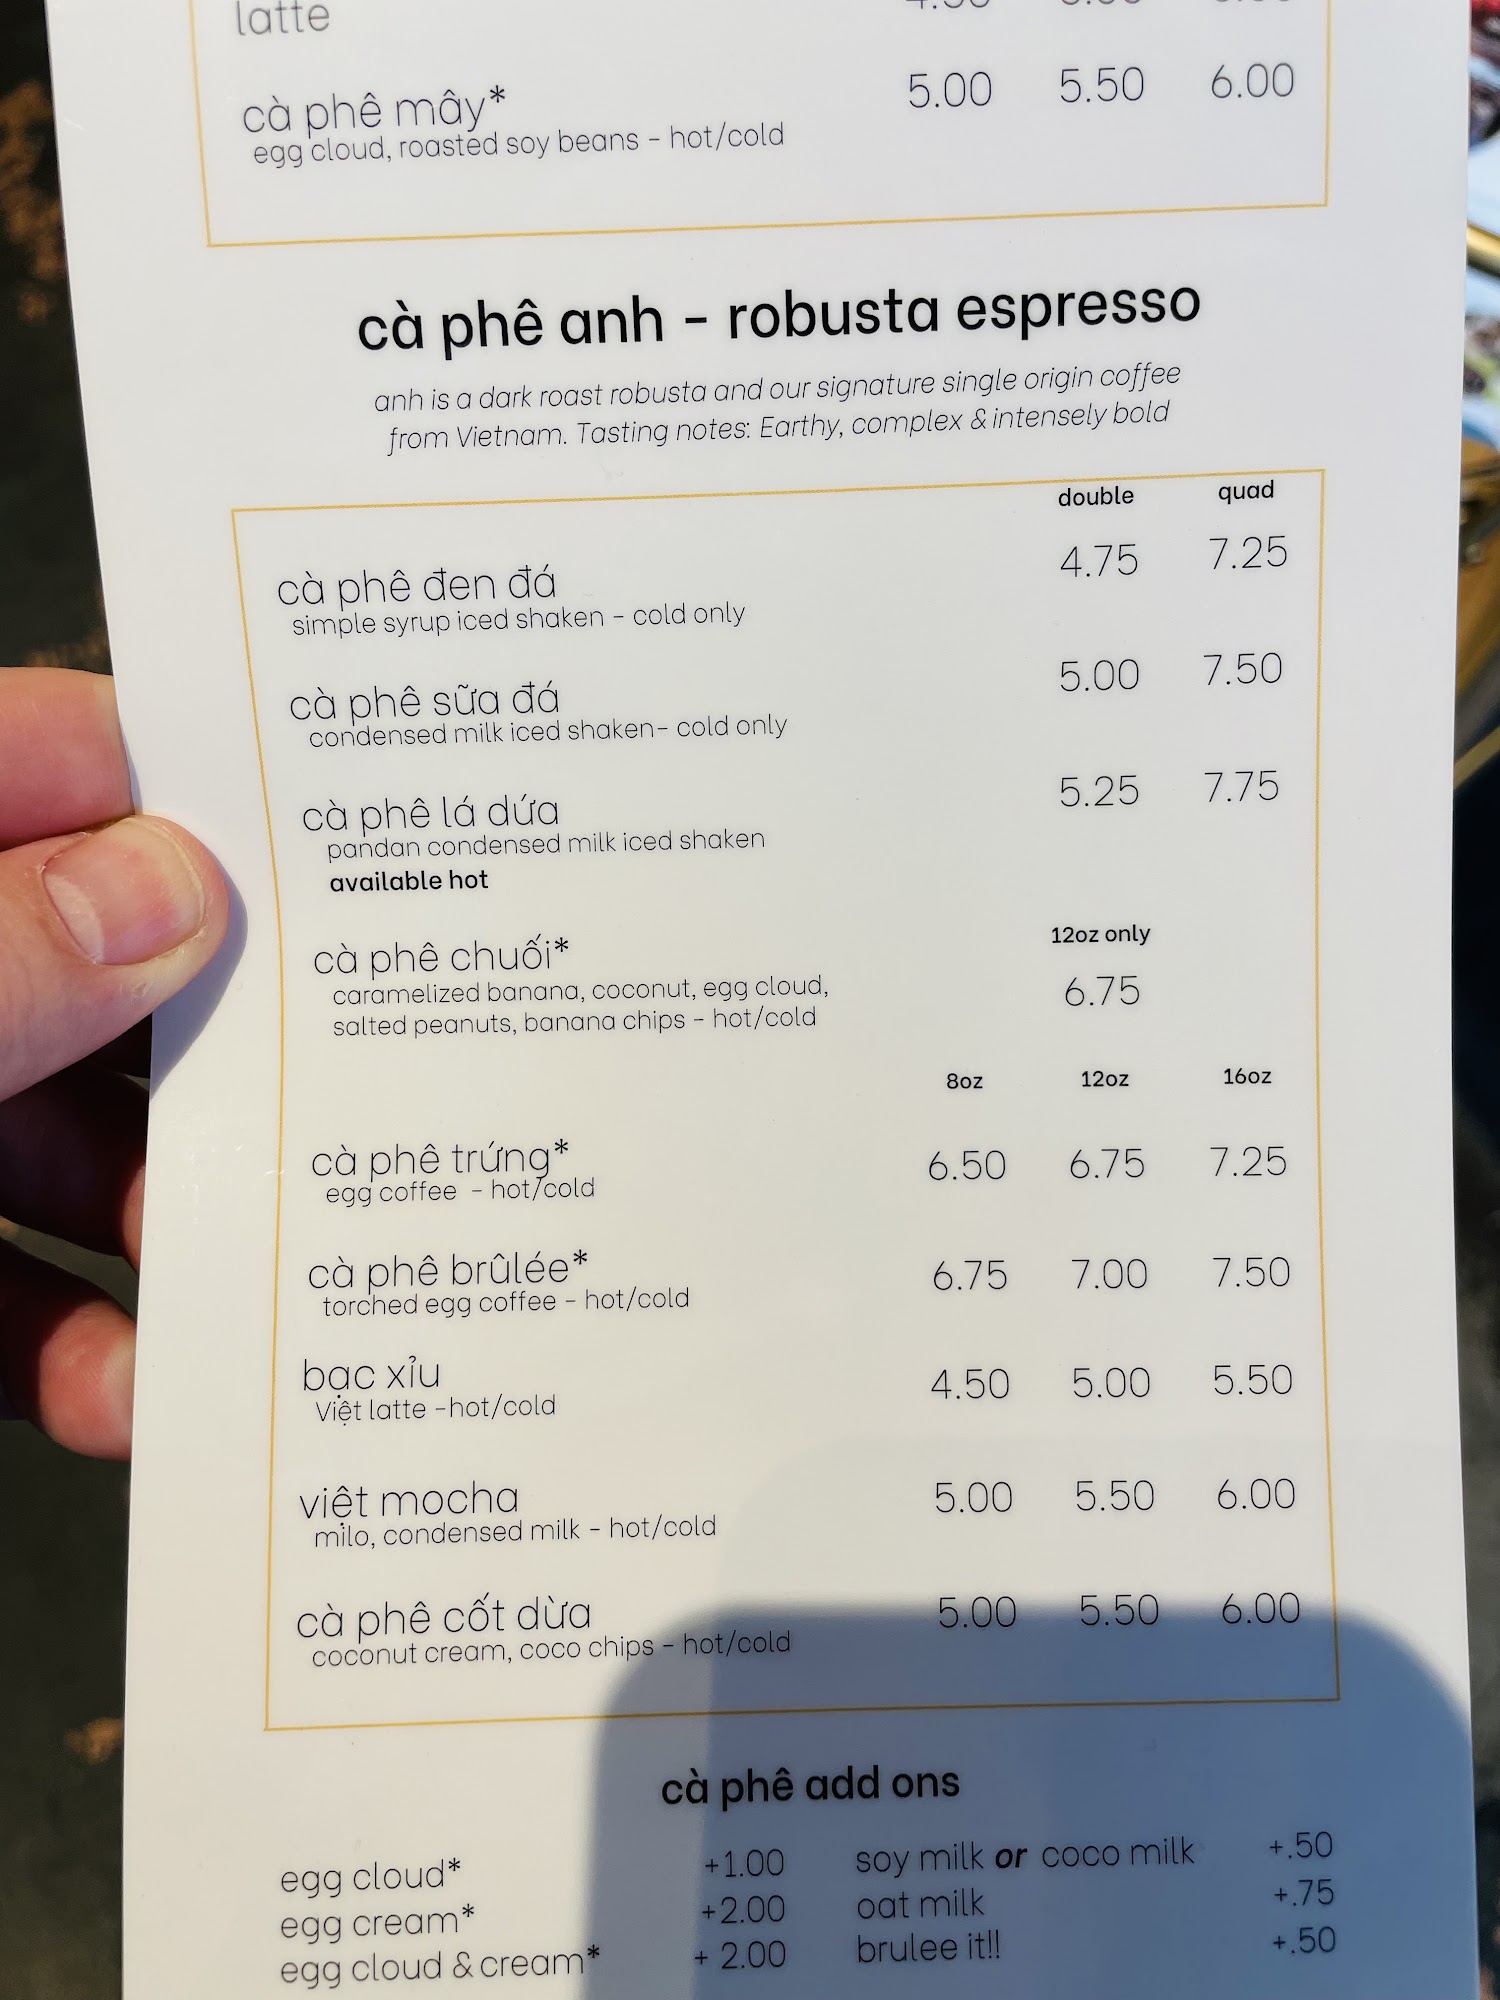 latte
cà phê mây* 5.00 5.50 6.00
egg cloud, roasted soy beans - hot/cold
cà phê anh - robusta espresso
anh is a dark roast robusta and our signature single origin coffee
from Vietnam. Tasting notes: Earthy, complex & intensely bold
double quad
cà phê đen đá 4.75 7.25
simple syrup iced shaken - cold only
cà phê sữa đá 5.00 7.50
condensed milk iced shaken- cold only
cà phê lá dứa 5.25 7.75
pandan condensed milk iced shaken
available hot
12oz only
cà phê chuối* 6.75
caramelized banana, coconut, egg cloud,
salted peanuts, banana chips - hot/cold
8oz 12oz 16oz
cà phê trứng* 6.50 6.75 7.25
egg coffee - hot/cold
cà phê brûlée* 6.75 7.00 7.50
torched egg coffee - hot/cold
bạc xỉu 4.50 5.00 5.50
Việt latte -hot/cold
việt mocha 5.00 5.50 6.00
milo, condensed milk - hot/cold
cà phê cốt dừa 5.00 5.50 6.00
coconut cream, coco chips - hot/cold
cà phê add ons
egg cloud* +1.00 soy milk or coco milk +.50
egg cream* +2.00 oat milk +.75
egg cloud & cream* + 2.00 brulee it!! +.50